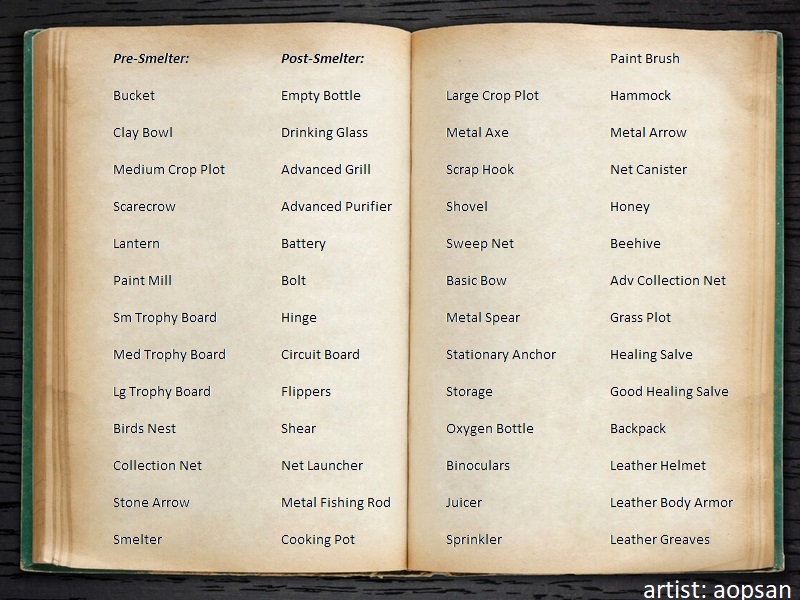 Pre-Smelter:
Bucket
Clay Bowl
Medium Crop Plot
Scarecrow
Lantern
Paint Mill
Sm Trophy Board
Med Trophy Board
Lg Trophy Board
Birds Nest
Collection Net
Stone Arrow
Smelter
Post-Smelter:
Empty Bottle
Drinking Glass
Advanced Grill
Advanced Purifier
Battery
Bolt
Hinge
Circuit Board
Flippers
Shear
Net Launcher
Metal Fishing Rod
Cooking Pot
Large Crop Plot
Metal Axe
Scrap Hook
Shovel
Sweep Net
Basic Bow
Metal Spear
Stationary Anchor
Storage
Oxygen Bottle
Binoculars
Juicer
Sprinkler
Paint Brush
Hammock
Metal Arrow
Net Canister
Honey
Beehive
Adv Collection Net
Grass Plot
Healing Salve
Good Healing Salve
Backpack
Leather Helmet
Leather Body Armor
Leather Greaves
artist: aopsan